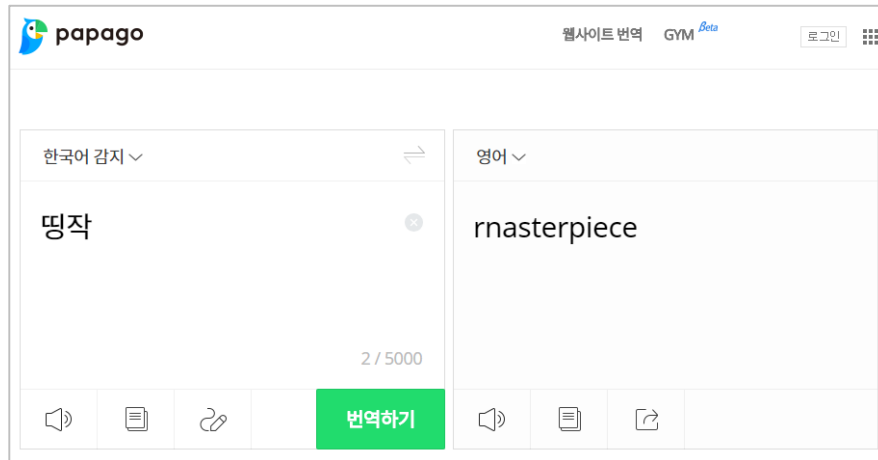 papago
웹사이트 번역 GYM Beta 로그인
한국어 감지 영어
띵작 rnasterpiece
2 / 5000
번역하기